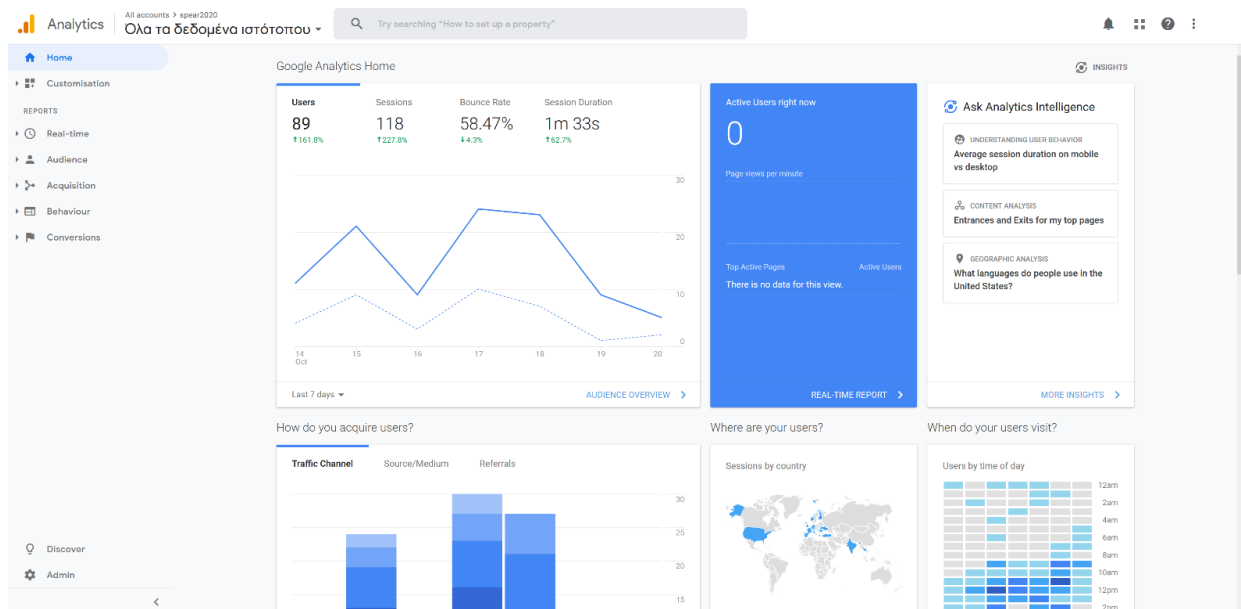 Analytics
All accounts > spear2020
Όλα τα δεδομένα ιστότοπου
Try searching "How to set up a property"
Home
Customisation
REPORTS
Real-time
Audience
Acquisition
Behaviour
Conversions
Discover
Admin
Google Analytics Home
INSIGHTS
Users Sessions Bounce Rate Session Duration
89 118 58.47% 1m 33s
↑161.8% ↑227.8% ↓4.3% ↑62.7%
30
20
10
0
14 15 16 17 18 19 20
Oct
Last 7 days
AUDIENCE OVERVIEW
Active Users right now
0
Page views per minute
Top Active Pages Active Users
There is no data for this view.
REAL-TIME REPORT
Ask Analytics Intelligence
UNDERSTANDING USER BEHAVIOR
Average session duration on mobile
vs desktop
CONTENT ANALYSIS
Entrances and Exits for my top pages
GEOGRAPHIC ANALYSIS
What languages do people use in the
United States?
MORE INSIGHTS
How do you acquire users?
Traffic Channel Source/Medium Referrals
30
25
20
15
Where are your users?
Sessions by country
When do your users visit?
Users by time of day
12am
2am
4am
6am
8am
10am
12pm
2pm